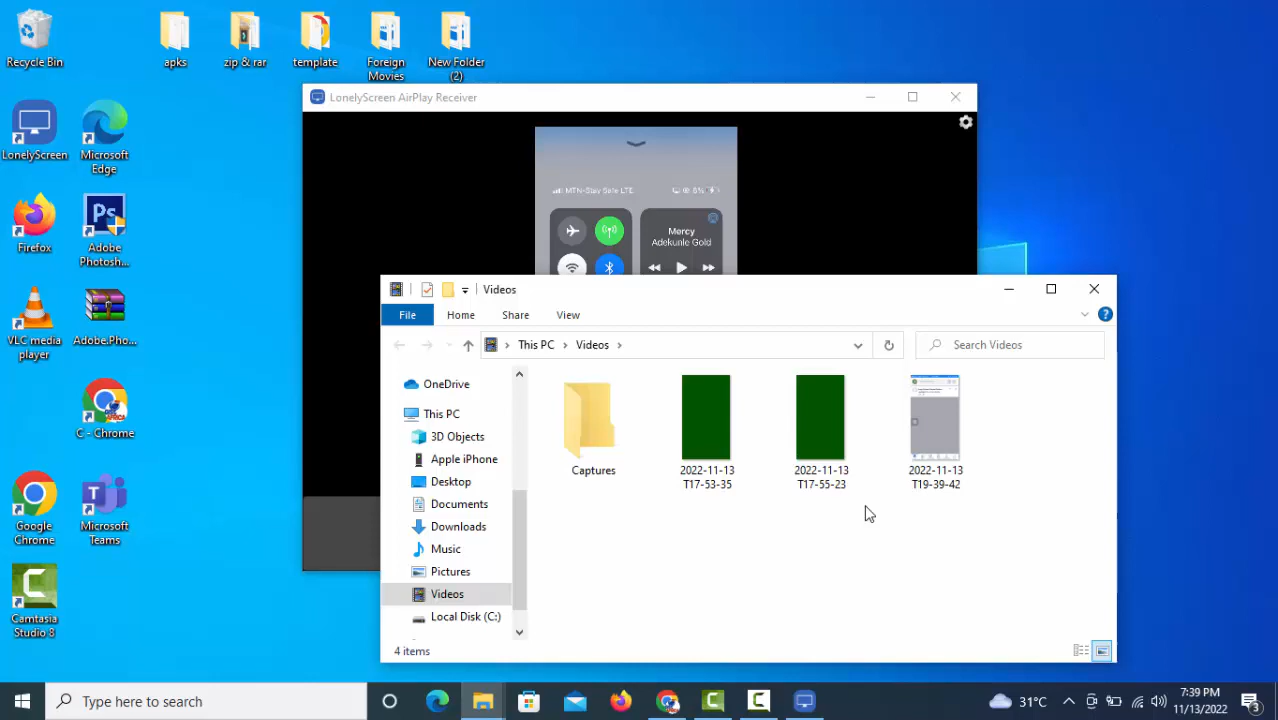 Recycle Bin
apks
zip & rar
template
Foreign
Movies
New Folder
(2)
LonelyScreen AirPlay Receiver
LonelyScreen
Microsoft
Edge
MTN-Stay Safe LTE
6%
Mercy
Adekunle Gold
Firefox
Adobe
Photosh...
Videos
File
Home
Share
View
This PC
Videos
Search Videos
VLC media
player
Adobe.Pho...
OneDrive
This PC
3D Objects
Apple iPhone
Desktop
Documents
Downloads
Music
Pictures
Videos
Local Disk (C:)
Captures
2022-11-13
T17-53-35
2022-11-13
T17-55-23
2022-11-13
T19-39-42
C - Chrome
Google
Chrome
Microsoft
Teams
Camtasia
Studio 8
4 items
Type here to search
31°C
7:39 PM
11/13/2022
3